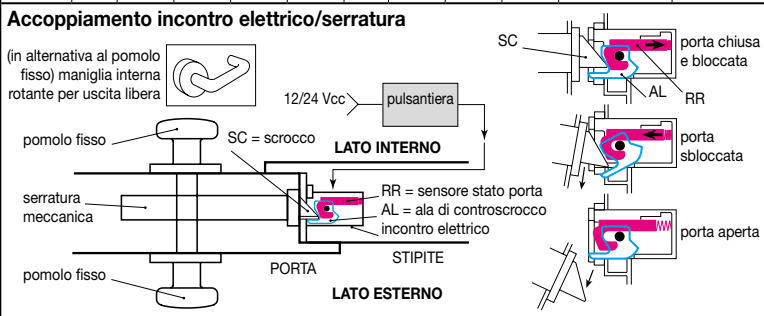 Accoppiamento incontro elettrico/serratura
(in alternativa al pomolo
fisso) maniglia interna
rotante per uscita libera
12/24 Vcc
pulsantiera
pomolo fisso
SC = scrocco
LATO INTERNO
serratura
meccanica
RR = sensore stato porta
AL = ala di controscrocco
incontro elettrico
pomolo fisso
PORTA
STIPITE
LATO ESTERNO
SC
porta chiusa
e bloccata
AL
RR
porta
sbloccata
porta aperta